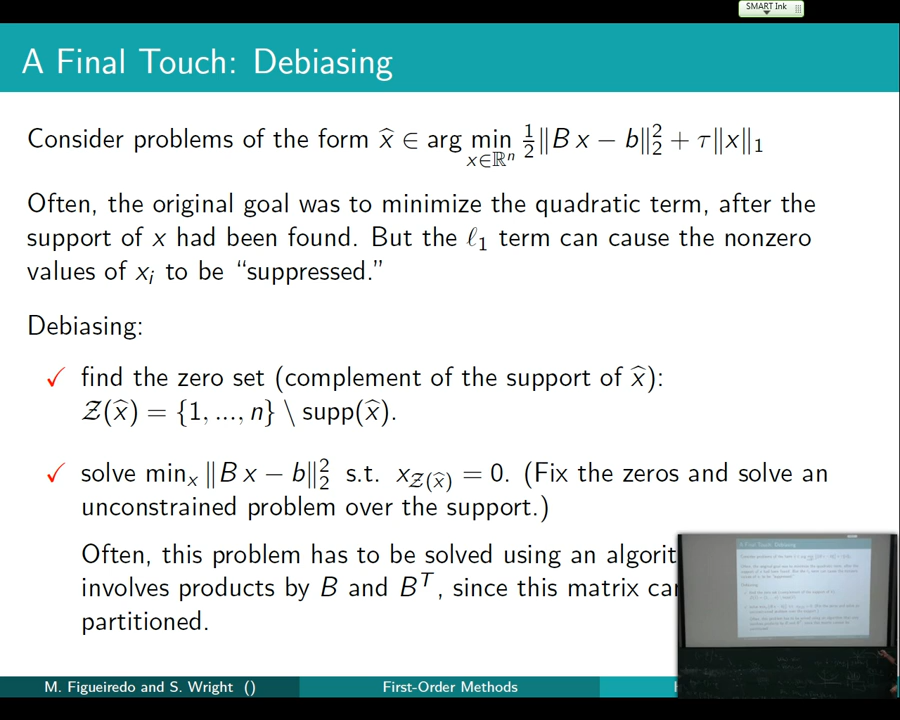 SMART Ink
A Final Touch: Debiasing
Consider problems of the form x̂ ∈ arg min_{x∈ℝⁿ} ½‖B x − b‖₂² + τ‖x‖₁
Often, the original goal was to minimize the quadratic term, after the
support of x had been found. But the ℓ₁ term can cause the nonzero
values of xᵢ to be “suppressed.”
Debiasing:
✓ find the zero set (complement of the support of x̂):
𝒵(x̂) = {1, ..., n} \ supp(x̂).
✓ solve minₓ ‖B x − b‖₂² s.t. x_{𝒵(x̂)} = 0. (Fix the zeros and solve an
unconstrained problem over the support.)
Often, this problem has to be solved using an algorit
involves products by B and Bᵀ, since this matrix ca
partitioned.
M. Figueiredo and S. Wright ()
First-Order Methods